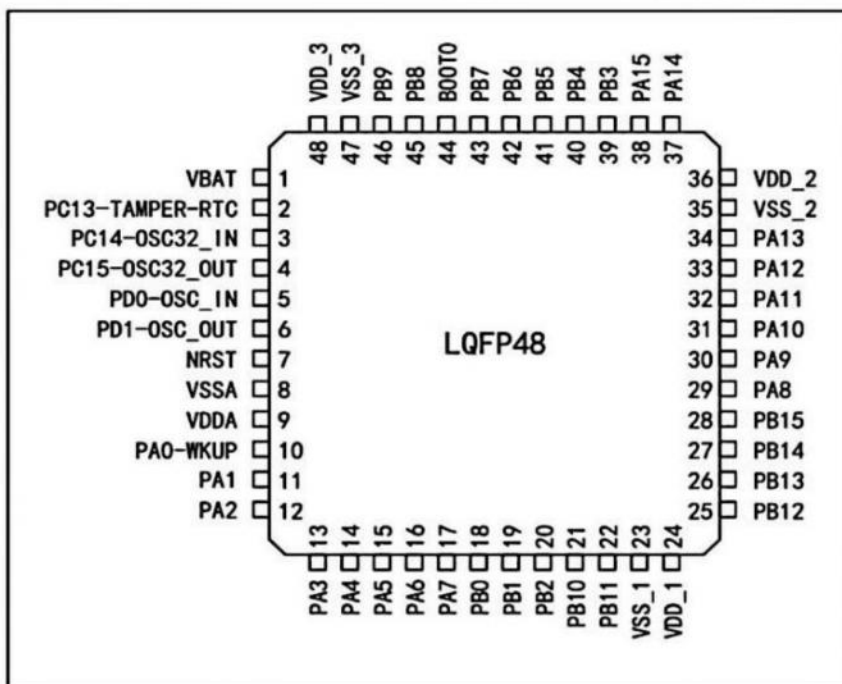 VDD_3 VSS_3 PB9 PB8 BOOT0 PB7 PB6 PB5 PB4 PB3 PA15 PA14
48 47 46 45 44 43 42 41 40 39 38 37
VBAT 1 36 VDD_2
PC13-TAMPER-RTC 2 35 VSS_2
PC14-OSC32_IN 3 34 PA13
PC15-OSC32_OUT 4 33 PA12
PD0-OSC_IN 5 32 PA11
PD1-OSC_OUT 6 31 PA10
LQFP48
NRST 7 30 PA9
VSSA 8 29 PA8
VDDA 9 28 PB15
PA0-WKUP 10 27 PB14
PA1 11 26 PB13
PA2 12 25 PB12
13 14 15 16 17 18 19 20 21 22 23 24
PA3 PA4 PA5 PA6 PA7 PB0 PB1 PB2 PB10 PB11 VSS_1 VDD_1